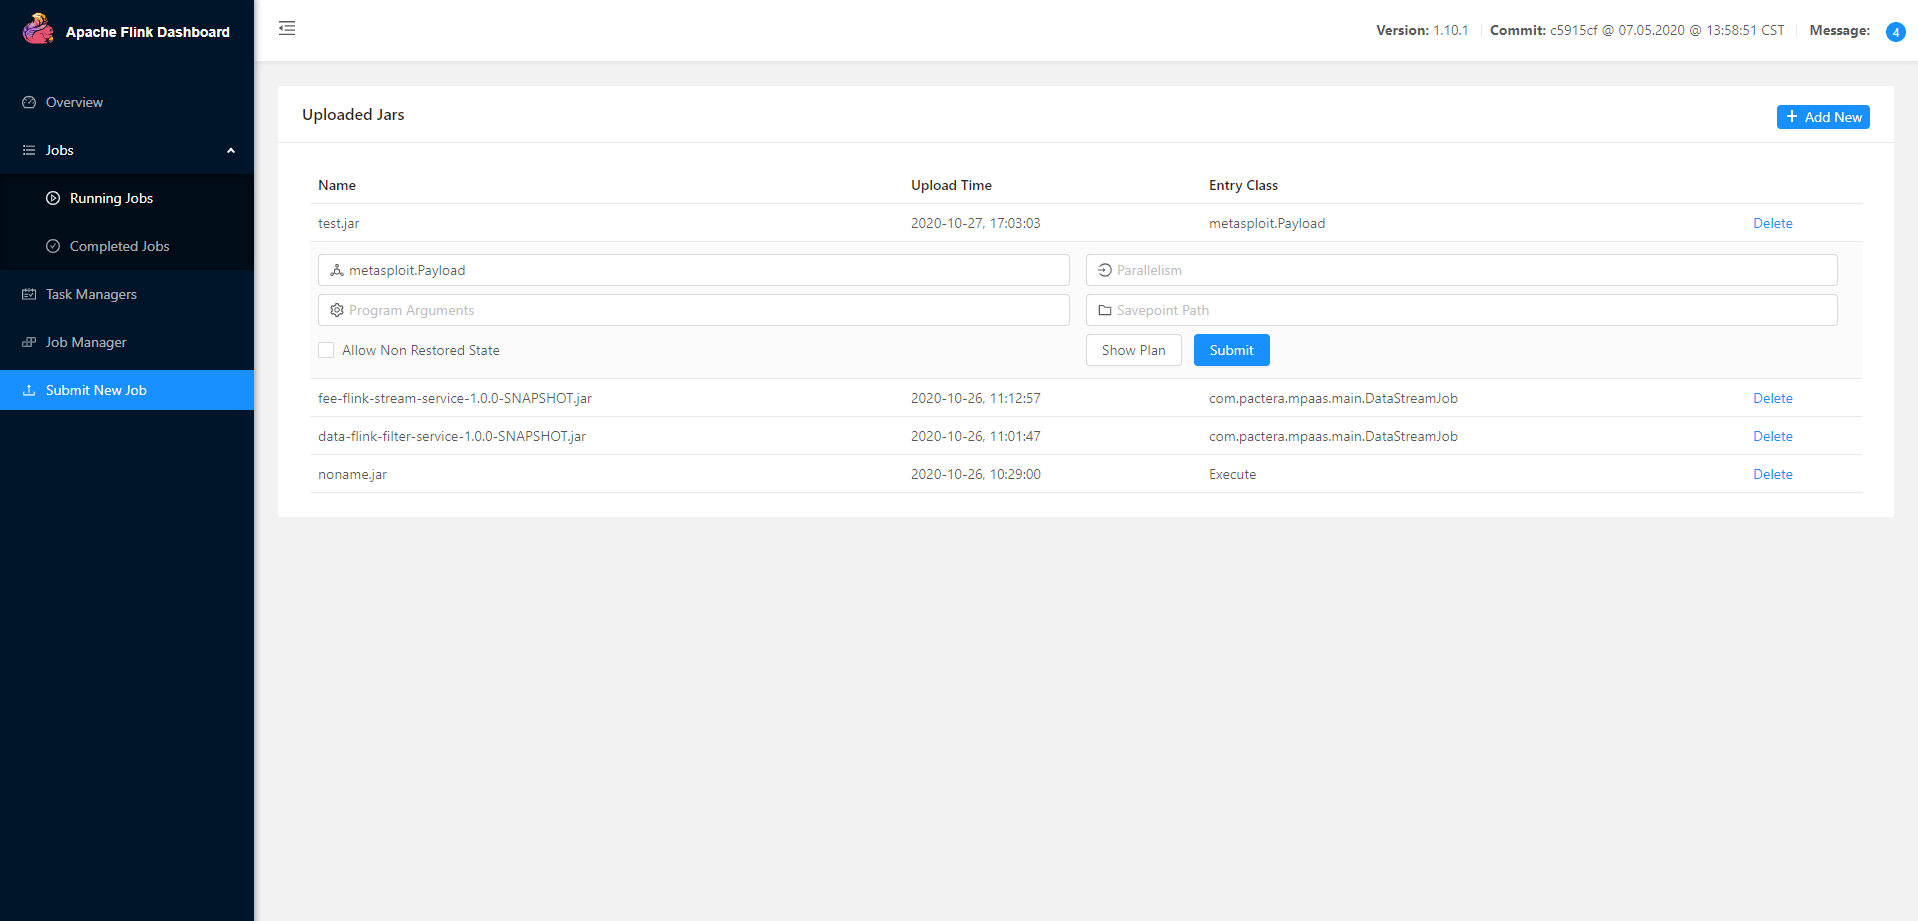 Apache Flink Dashboard
Version: 1.10.1 Commit: c5915cf @ 07.05.2020 @ 13:58:51 CST Message: 4
Overview
Jobs
Running Jobs
Completed Jobs
Task Managers
Job Manager
Submit New Job
Uploaded Jars
Add New
Name Upload Time Entry Class
test.jar 2020-10-27, 17:03:03 metasploit.Payload Delete
metasploit.Payload Parallelism
Program Arguments Savepoint Path
Allow Non Restored State Show Plan Submit
fee-flink-stream-service-1.0.0-SNAPSHOT.jar 2020-10-26, 11:12:57 com.pactera.mpaas.main.DataStreamJob Delete
data-flink-filter-service-1.0.0-SNAPSHOT.jar 2020-10-26, 11:01:47 com.pactera.mpaas.main.DataStreamJob Delete
noname.jar 2020-10-26, 10:29:00 Execute Delete